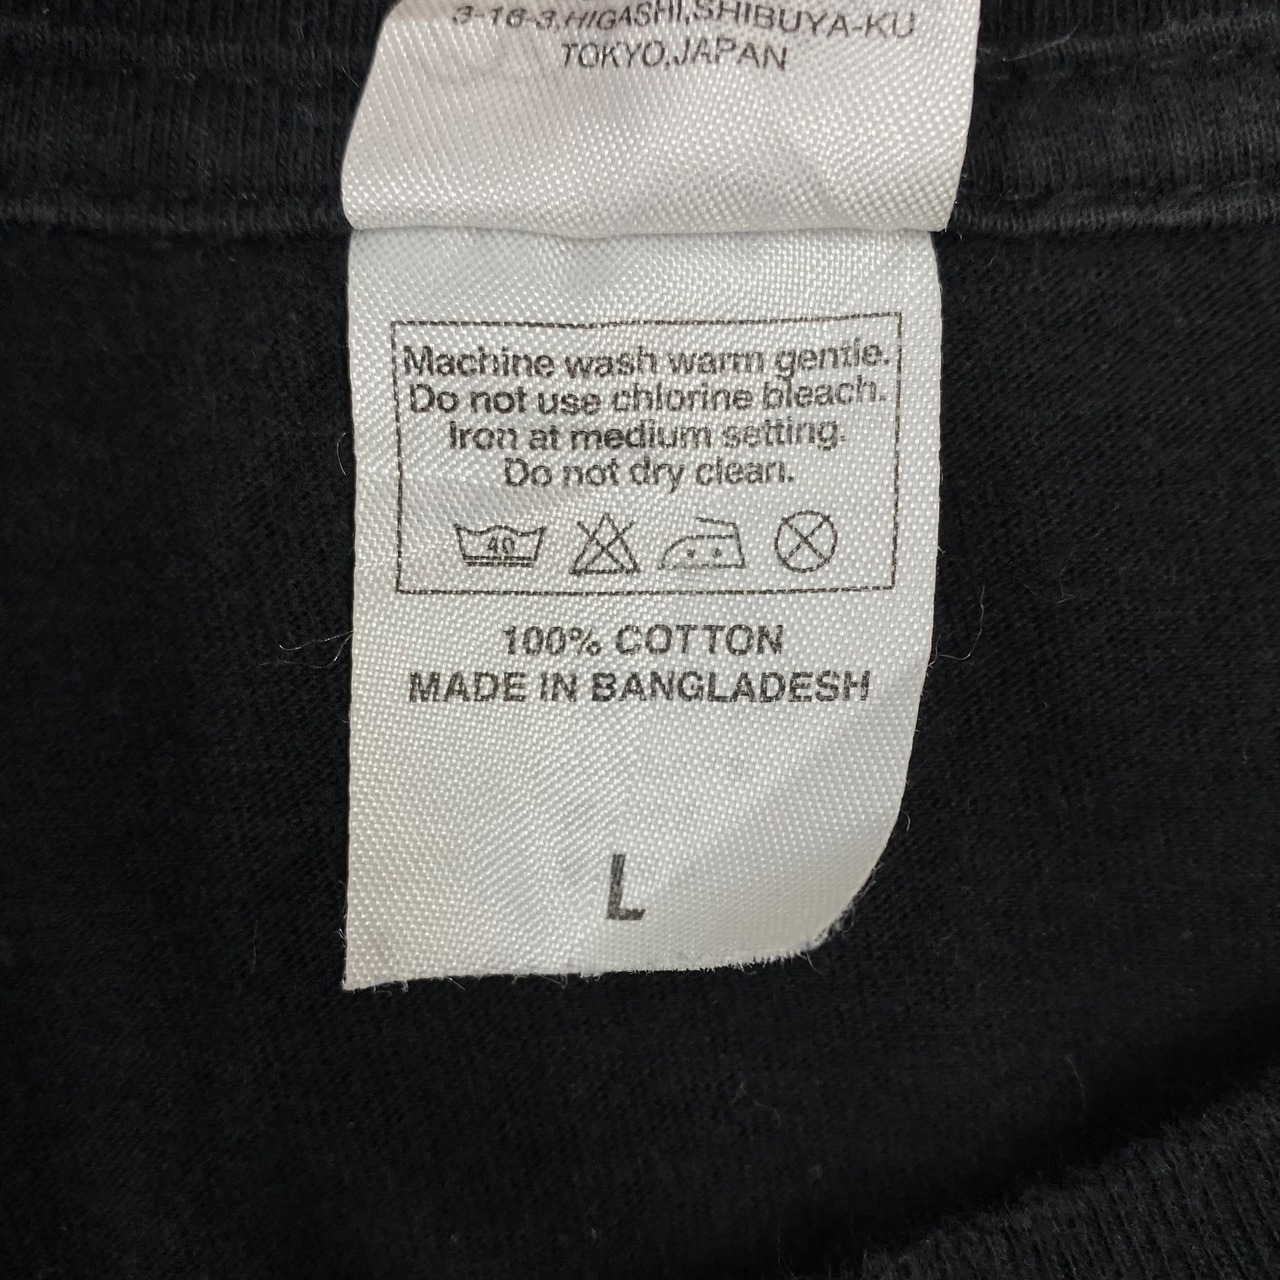 3-16-3,HIGASHI,SHIBUYA-KU
TOKYO,JAPAN
Machine wash warm gentle.
Do not use chlorine bleach.
Iron at medium setting.
Do not dry clean.
40
100% COTTON
MADE IN BANGLADESH
L